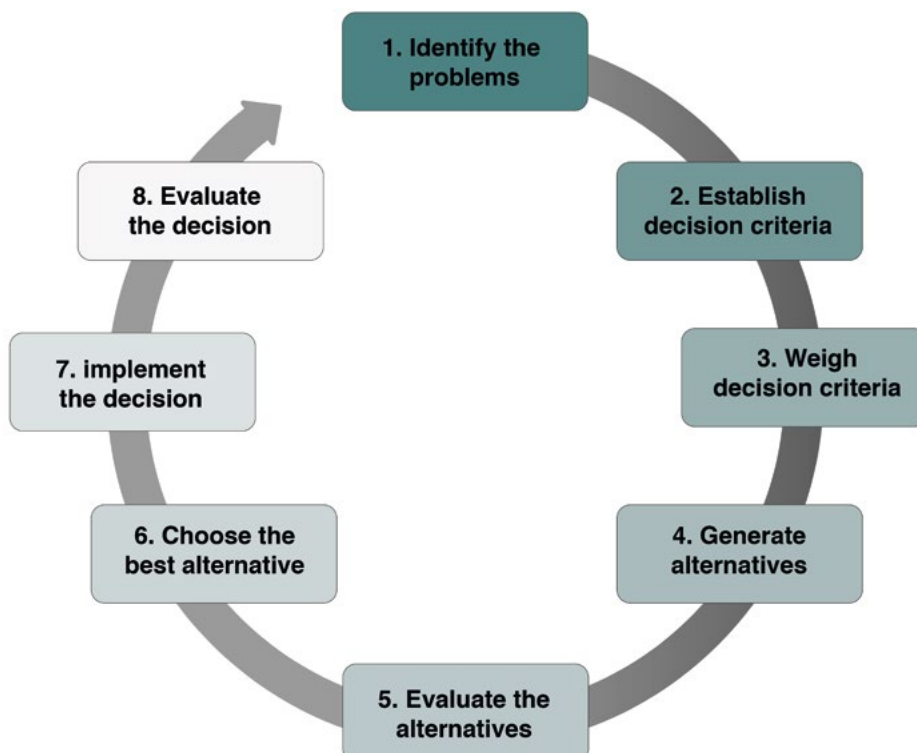 1. Identify the
problems
2. Establish
decision criteria
3. Weigh
decision criteria
4. Generate
alternatives
5. Evaluate the
alternatives
6. Choose the
best alternative
7. implement
the decision
8. Evaluate
the decision